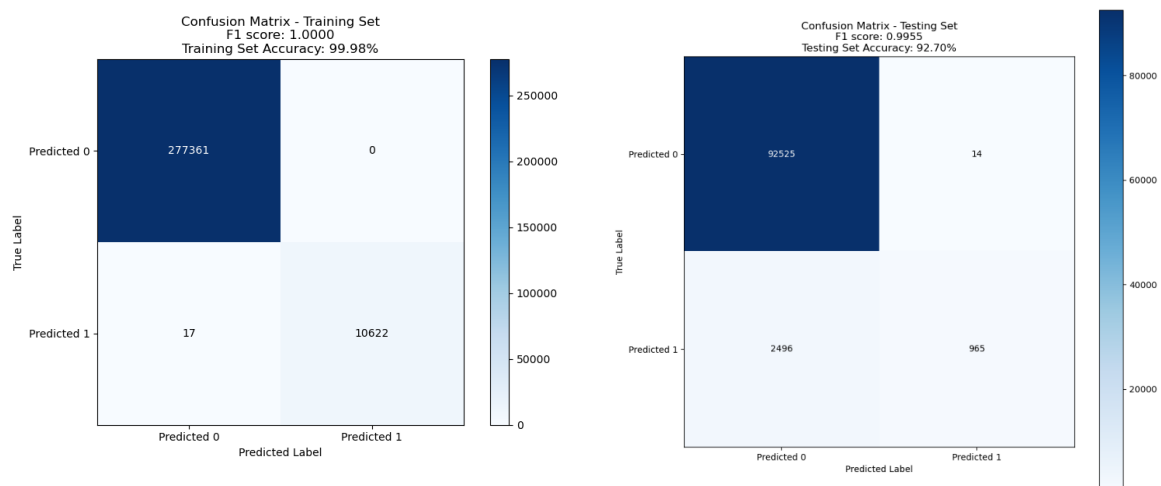 Confusion Matrix - Training Set
F1 score: 1.0000
Training Set Accuracy: 99.98%
Predicted 0
277361
0
True Label
Predicted 1
17
10622
Predicted 0
Predicted 1
Predicted Label
250000
200000
150000
100000
50000
0
Confusion Matrix - Testing Set
F1 score: 0.9955
Testing Set Accuracy: 92.70%
Predicted 0
92525
14
True Label
Predicted 1
2496
965
Predicted 0
Predicted 1
Predicted Label
80000
60000
40000
20000